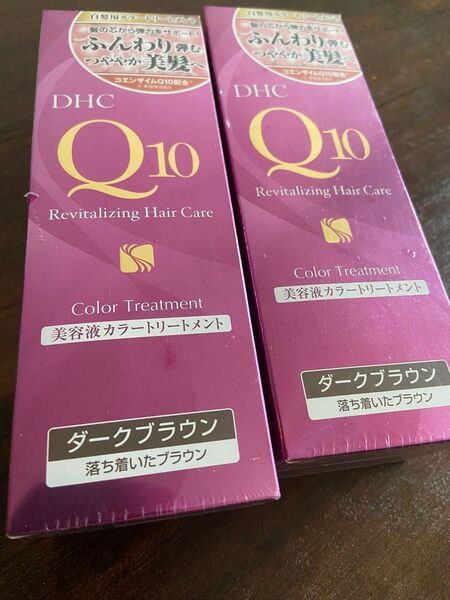 白髪用カラートリートメント
髪の芯から弾力をサポート!
ふんわり弾む
つややか美髪へ
コエンザイムQ10配合*
DHC
Q10
Revitalizing Hair Care
Color Treatment
美容液カラートリートメント
ダークブラウン
落ち着いたブラウン
白髪用カラートリートメント
髪の芯から弾力をサポート!
ふんわり弾む
つややか美髪へ
コエンザイムQ10配合*
DHC
Q10
Revitalizing Hair Care
Color Treatment
美容液カラートリートメント
ダークブラウン
落ち着いたブラウン